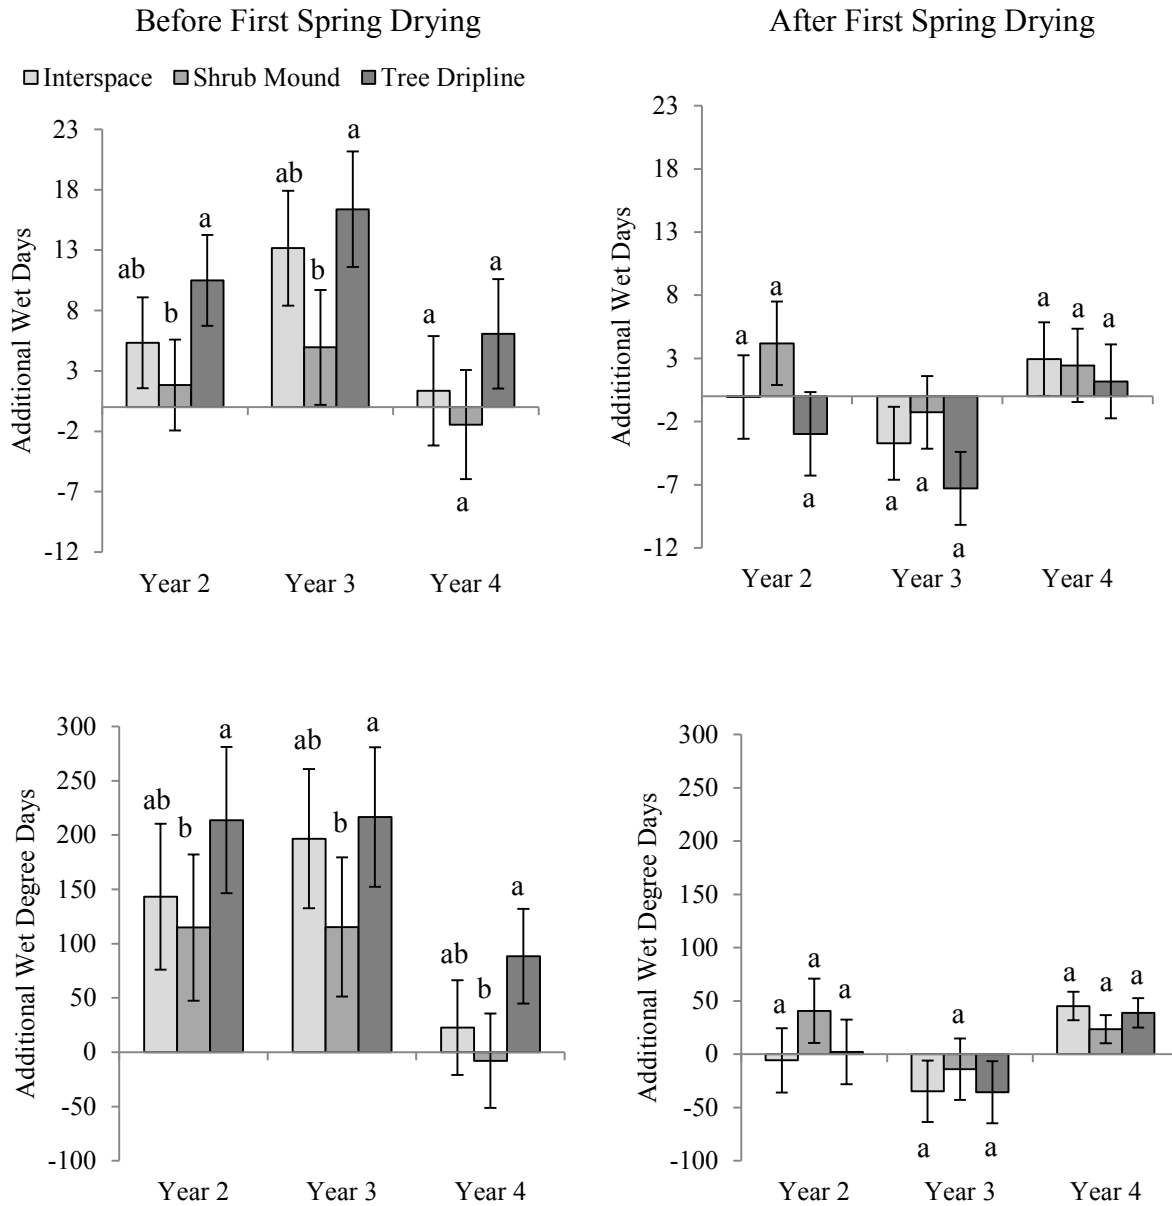 Before First Spring Drying
After First Spring Drying
Interspace Shrub Mound Tree Dripline
Additional Wet Days
23
18
13
8
3
-2
-7
-12
ab b a
ab b a
a a a
Year 2 Year 3 Year 4
Addititional Wet Days
23
18
13
8
3
-2
-7
-12
a a a
a a a
a a a
Year 2 Year 3 Year 4
Additional Wet Degree Days
300
250
200
150
100
50
0
-50
-100
ab b a
ab b a
ab b a
Year 2 Year 3 Year 4
Additional Wet Degree Days
300
250
200
150
100
50
0
-50
-100
a a a
a a a
a a a
Year 2 Year 3 Year 4